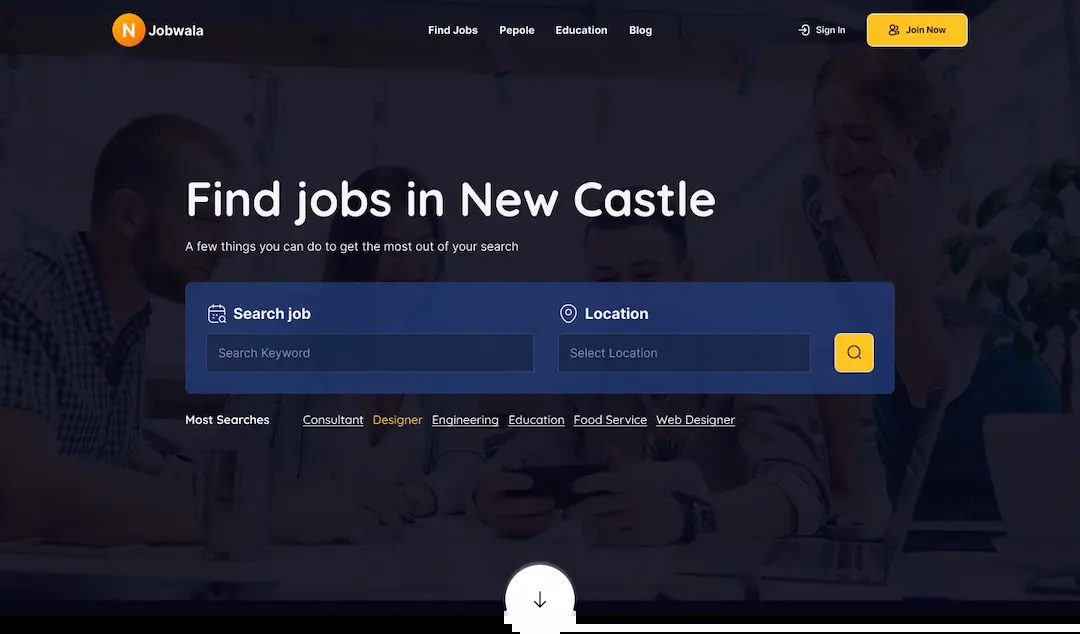 N Jobwala
Find Jobs Pepole Education Blog
Sign In
Join Now
Find jobs in New Castle
A few things you can do to get the most out of your search
Search job
Location
Search Keyword
Select Location
Most Searches Consultant Designer Engineering Education Food Service Web Designer